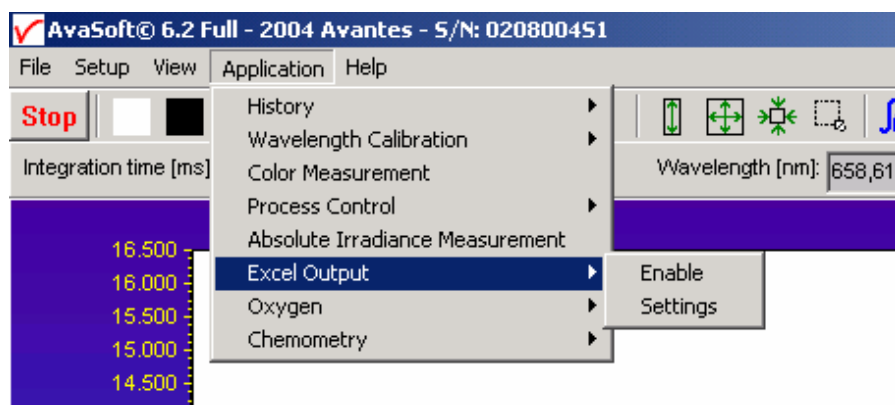 AvaSoft© 6.2 Full - 2004 Avantes - S/N: 0208004S1
File Setup View Application Help
Stop
Integration time [ms]
Wavelength [nm]: 658,61
History
Wavelength Calibration
Color Measurement
Process Control
Absolute Irradiance Measurement
Excel Output
Oxygen
Chemometry
Enable
Settings
16.500
16.000
15.500
15.000
14.500